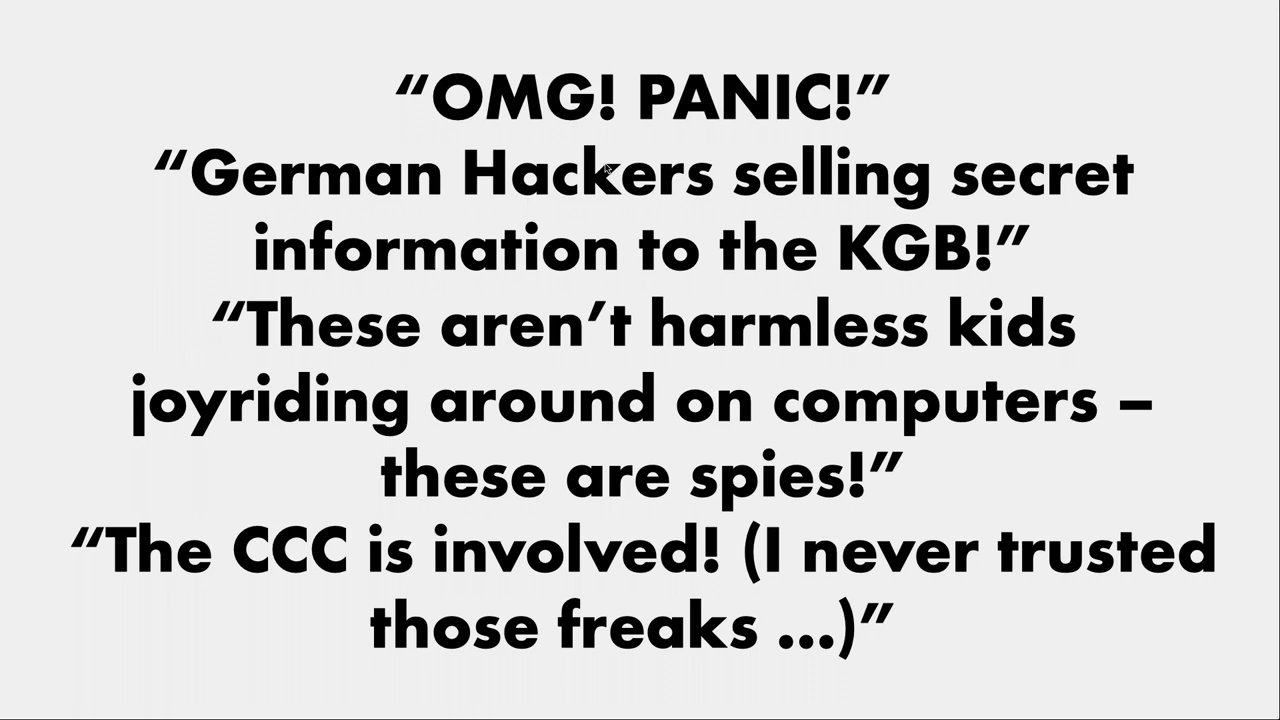 “OMG! PANIC!”
“German Hackers selling secret
information to the KGB!”
“These aren’t harmless kids
joyriding around on computers –
these are spies!”
“The CCC is involved! (I never trusted
those freaks ...)”